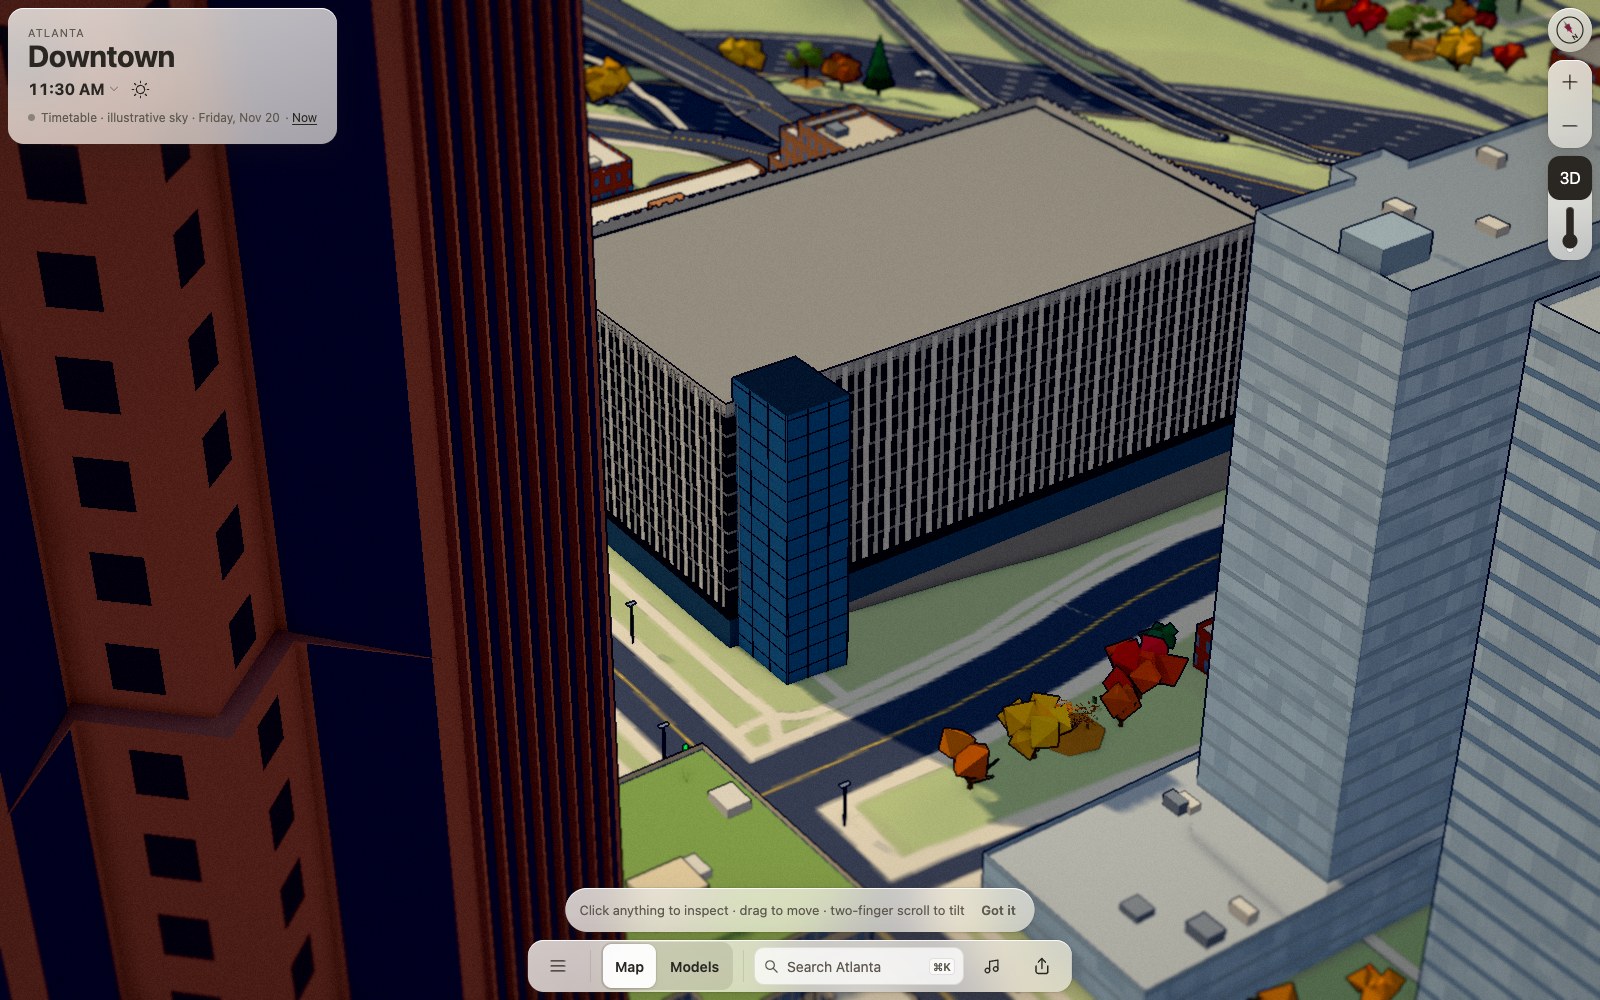 ATLANTA
Downtown
11:30 AM
Timetable · illustrative sky · Friday, Nov 20 · Now
3D
Click anything to inspect · drag to move · two-finger scroll to tilt Got it
Map Models Search Atlanta ⌘K